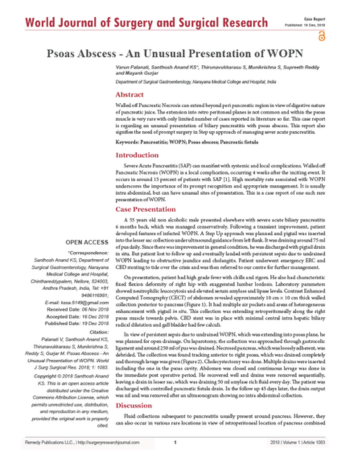 World Journal of Surgery and Surgical Research
Case Report
Published: 19 Dec, 2018
Psoas Abscess - An Unusual Presentation of WOPN
Varun Palanati, Santhosh Anand KS*, Thirunavukkarasu S, Munikrishna S, Supreeth Reddy
and Mayank Gurjar
Department of Surgical Gastroenterology, Narayana Medical College and Hospital, India
Abstract
Walled off Pancreatic Necrosis can extend beyond peri pancreatic region in view of digestive nature
of pancreatic juice. The extension into retro peritoneal planes is not common and within the psoas
muscle is very rare with only limited number of cases reported in literature so far. This case report
is regarding an unusual presentation of biliary pancreatitis with psoas abscess. This report also
signifies the need of prompt surgery in Step up approach of managing severe acute pancreatitis.
Keywords: Pancreatitis; WOPN; Psoas abscess; Pancreatic fistula
Introduction
Severe Acute Pancreatitis (SAP) can manifest with systemic and local complications. Walled off
Pancreatic Necrosis (WOPN) is a local complication, occurring 4 weeks after the inciting event. It
occurs in around 15 percent of patients with SAP [1]. High mortality rate associated with WOPN
underscores the importance of its prompt recognition and appropriate management. It is usually
intra abdominal, but can have unusual sites of presentation. This is a case report of one such rare
presentation of WOPN.
Case Presentation
A 55 years old non alcoholic male presented elsewhere with severe acute biliary pancreatitis
6 months back, which was managed conservatively. Following a transient improvement, patient
developed features of infected WOPN. A Step Up approach was planned and pigtail was inserted
into the lesser sac collection under ultrasound guidance from left flank. It was draining around 75 ml
of pus daily. Since there was improvement in general condition, he was discharged with pigtail drain
in situ. But patient lost to follow up and eventually landed with persistent sepsis due to undrained
WOPN leading to obstructive jaundice and cholangitis. Patient underwent emergency ERC and
CBD stenting to tide over the crisis and was then referred to our centre for further management.
On presentation, patient had high grade fever with chills and rigors. He also had characteristic
fixed flexion deformity of right hip with exaggerated lumbar lordosis. Laboratory parameters
showed neutrophilic leucocytosis and elevated serum amylase and lipase levels. Contrast Enhanced
Computed Tomography (CECT) of abdomen revealed approximately 10 cm × 10 cm thick walled
collection posterior to pancreas (Figure 1). It had multiple air pockets and areas of heterogeneous
enhancement with pigtail in situ. This collection was extending retroperitoneally along the right
psoas muscle towards pelvis. CBD stent was in place with minimal central intra hepatic biliary
radical dilatation and gall bladder had few calculi.
In view of persistent sepsis due to undrained WOPN, which was extending into psoas plane, he
was planned for open drainage. On laparotomy, the collection was approached through gastrocolic
ligament and around 250 ml of pus was drained. Necrosed pancreas, which was loosely adherent, was
debrided. The collection was found tracking anterior to right psoas, which was drained completely
and thorough lavage was given (Figure 2). Cholecystectomy was done. Multiple drains were inserted
including the one in the psoas cavity. Abdomen was closed and continuous lavage was done in
the immediate post operative period. He recovered well and drains were removed sequentially,
leaving a drain in lesser sac, which was draining 50 ml amylase rich fluid every day. The patient was
discharged with controlled pancreatic fistula drain. In the follow up 45 days later, the drain output
was nil and was removed after an ultrasonogram showing no intra abdominal collection.
Discussion
Fluid collections subsequent to pancreatitis usually present around pancreas. However, they
can also occur in various rare locations in view of retroperitoneal location of pancreas combined
OPEN ACCESS
*Correspondence:
Santhosh Anand KS, Department of
Surgical Gastroenterology, Narayana
Medical College and Hospital,
Chinthareddypalem, Nellore, 524003,
Andhra Pradesh, India, Tel: +91
9486116901;
Received Date: 06 Nov 2018
Accepted Date: 16 Dec 2018
Published Date: 19 Dec 2018
Citation:
Palanati V, Santhosh Anand KS,
Thirunavukkarasu S, Munikrishna S,
Reddy S, Gurjar M. Psoas Abscess - An
Unusual Presentation of WOPN. World
J Surg Surgical Res. 2018; 1: 1083.
Copyright © 2018 Santhosh Anand
KS. This is an open access article
distributed under the Creative
Commons Attribution License, which
permits unrestricted use, distribution,
and reproduction in any medium,
provided the original work is properly
cited.
Remedy Publications LLC., | http://surgeryresearchjournal.com
1
2018 | Volume 1 | Article 1083